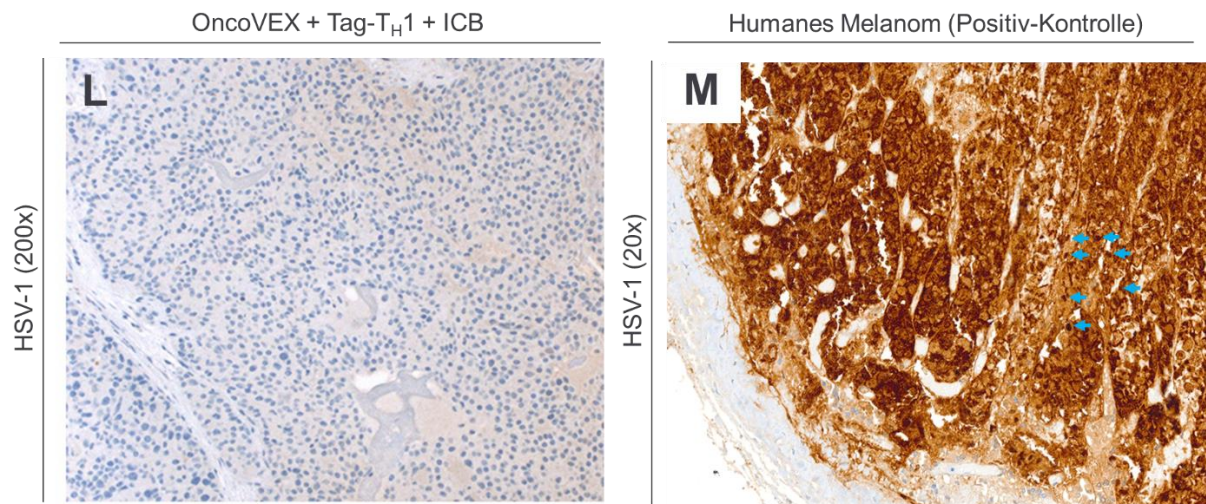 OncoVEX + Tag-TH1 + ICB
Humanes Melanom (Positiv-Kontrolle)
HSV-1 (200x)
L
HSV-1 (20x)
M